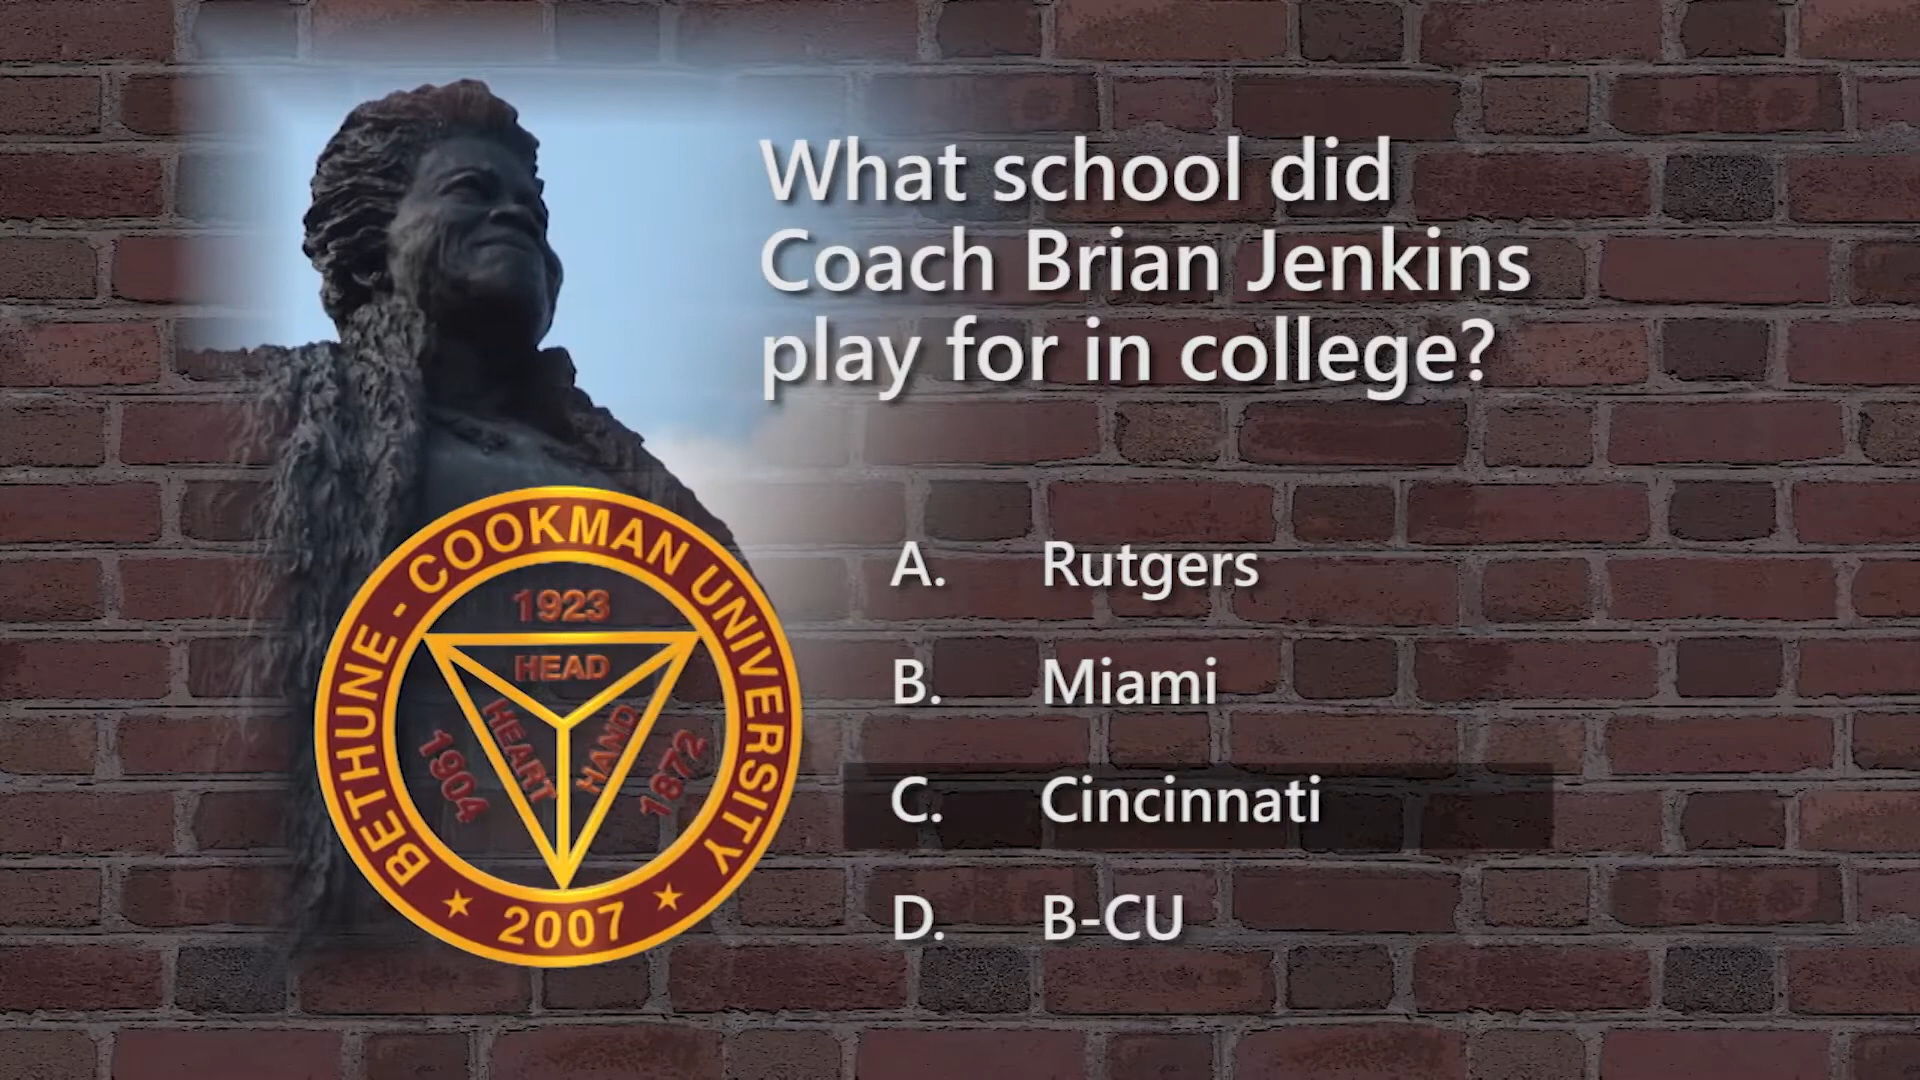 What school did
Coach Brian Jenkins
play for in college?
A. Rutgers
B. Miami
C. Cincinnati
D. B-CU
BETHUNE - COOKMAN UNIVERSITY
1923
HEAD
HEART
HAND
1904
1872
★ 2007 ★